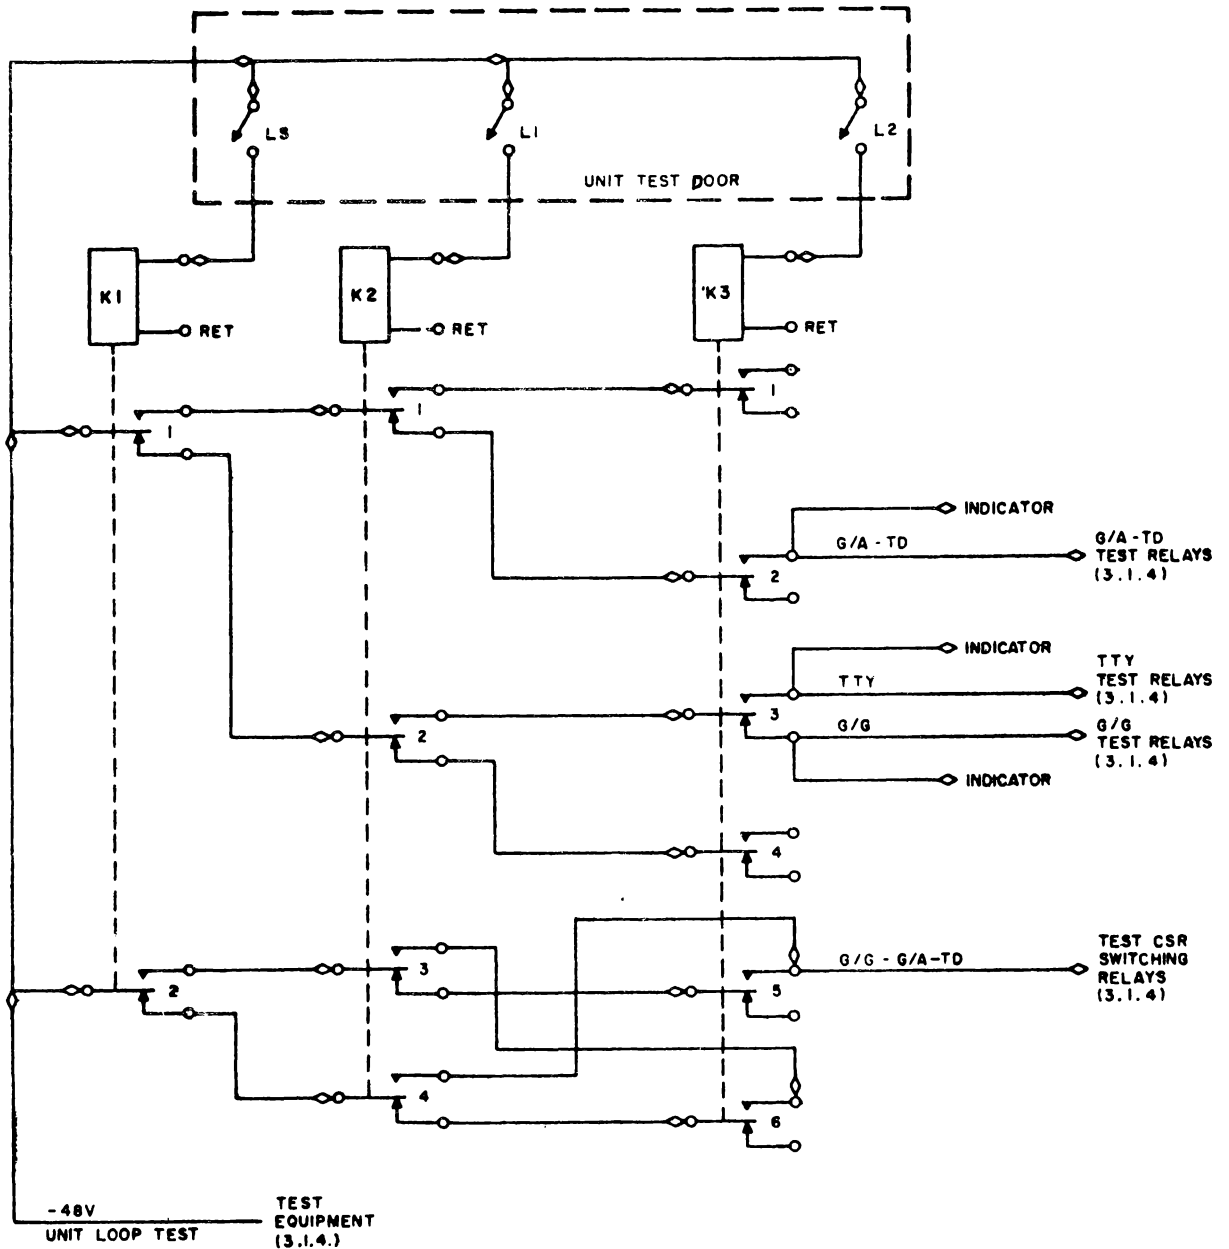 LS
L1
L2
UNIT TEST DOOR
K1
K2
'K3
RET
RET
RET
1
1
1
INDICATOR
G/A-TD
G/A-TD
TEST RELAYS
(3.1.4)
2
INDICATOR
TTY
TTY
TEST RELAYS
(3.1.4)
2
3
G/G
G/G
TEST RELAYS
(3.1.4)
INDICATOR
4
3
G/G - G/A-TD
TEST CSR
SWITCHING
RELAYS
(3.1.4)
2
5
4
6
-48V
UNIT LOOP TEST
TEST
EQUIPMENT
(3.1.4.)